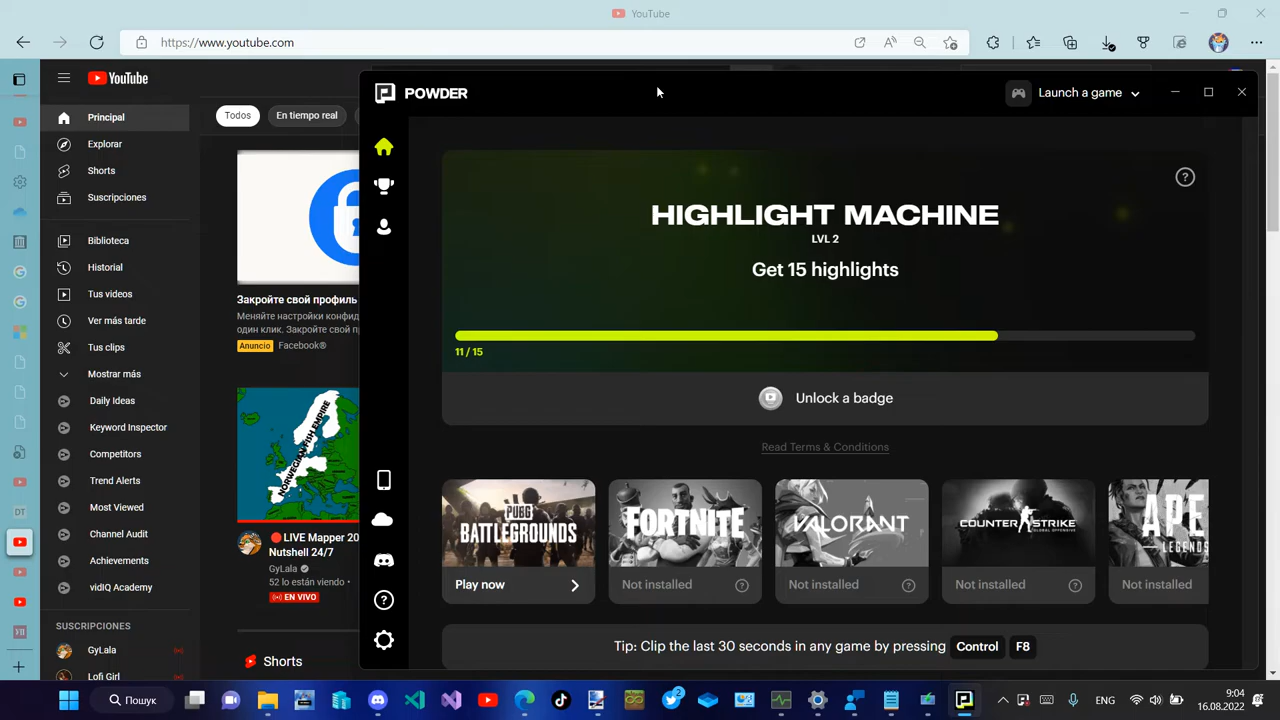 YouTube
https://www.youtube.com
YouTube
Principal
Explorar
Shorts
Suscripciones
Biblioteca
Historial
Tus videos
Ver más tarde
Tus clips
Mostrar más
Daily Ideas
Keyword Inspector
Competitors
Trend Alerts
Most Viewed
Channel Audit
Achievements
vidIQ Academy
SUSCRIPCIONES
GyLala
Lofi Girl
Todos
En tiempo real
Закройте свой профиль
Меняйте настройки конфид
один клик. Закройте свой п
Anuncio
Facebook®
NORWEGIAN FISH EMPIRE
LIVE Mapper 20
Nutshell 24/7
GyLala
52 lo están viendo •
EN VIVO
Shorts
POWDER
Launch a game
HIGHLIGHT MACHINE
LVL 2
Get 15 highlights
11 / 15
Unlock a badge
Read Terms & Conditions
PUBG
BATTLEGROUNDS
Play now
FORTNITE
Not installed
VALORANT
Not installed
COUNTER STRIKE
GLOBAL OFFENSIVE
Not installed
APE
LEGENDS
Not installed
Tip: Clip the last 30 seconds in any game by pressing Control F8
Пошук
2
ENG
9:04
16.08.2022